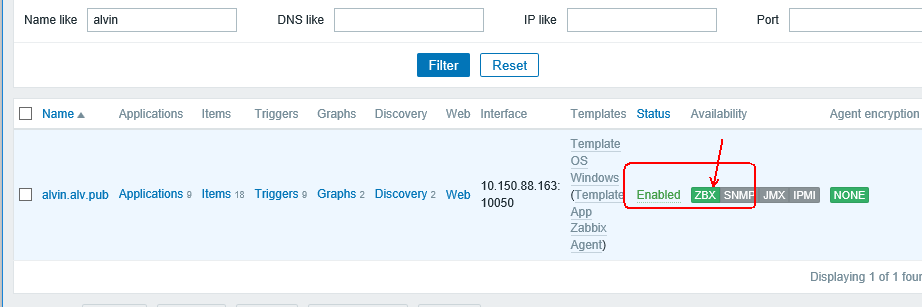 Name like alvin DNS like IP like Port
Filter Reset
Name Applications Items Triggers Graphs Discovery Web Interface Templates Status Availability Agent encryption
alvin.alv.pub Applications 9 Items 18 Triggers 9 Graphs 2 Discovery 2 Web 10.150.88.163:
10050
Template
OS
Windows
(Template
App
Zabbix
Agent)
Enabled ZBX SNMP JMX IPMI NONE
Displaying 1 of 1 foun